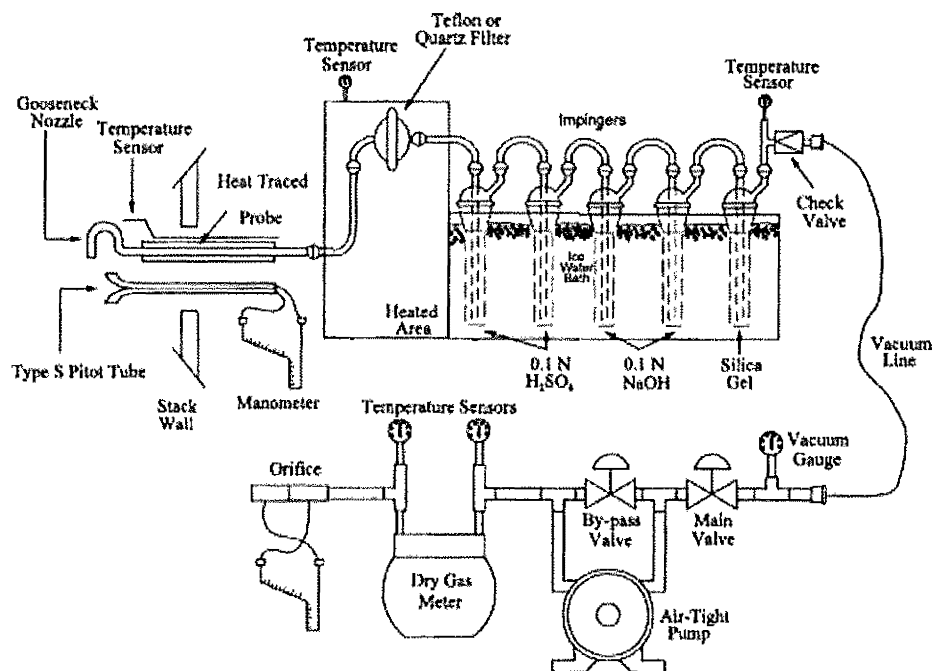 Teflon or
Quartz Filter
Temperature
Sensor
Temperature
Sensor
Gooseneck
Nozzle
Temperature
Sensor
Impingers
Heat Traced
Probe
Check
Valve
Ice
Water
Bath
Heated
Area
Type S Pitot Tube
Stack
Wall
Manometer
0.1 N
H₂SO₄
0.1 N
NaOH
Silica
Gel
Vacuum
Line
Temperature Sensors
Vacuum
Gauge
Orifice
By-pass
Valve
Main
Valve
Dry Gas
Meter
Air-Tight
Pump